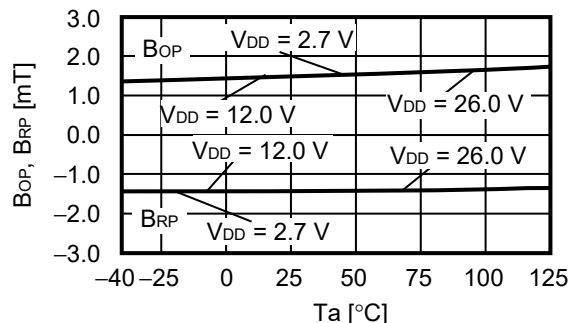 3.0
2.0
1.0
0.0
−1.0
−2.0
−3.0
BOP, BRP [mT]
BOP
VDD = 2.7 V
VDD = 12.0 V
VDD = 26.0 V
VDD = 12.0 V
VDD = 26.0 V
BRP
VDD = 2.7 V
−40 −25 0 25 50 75 100 125
Ta [°C]